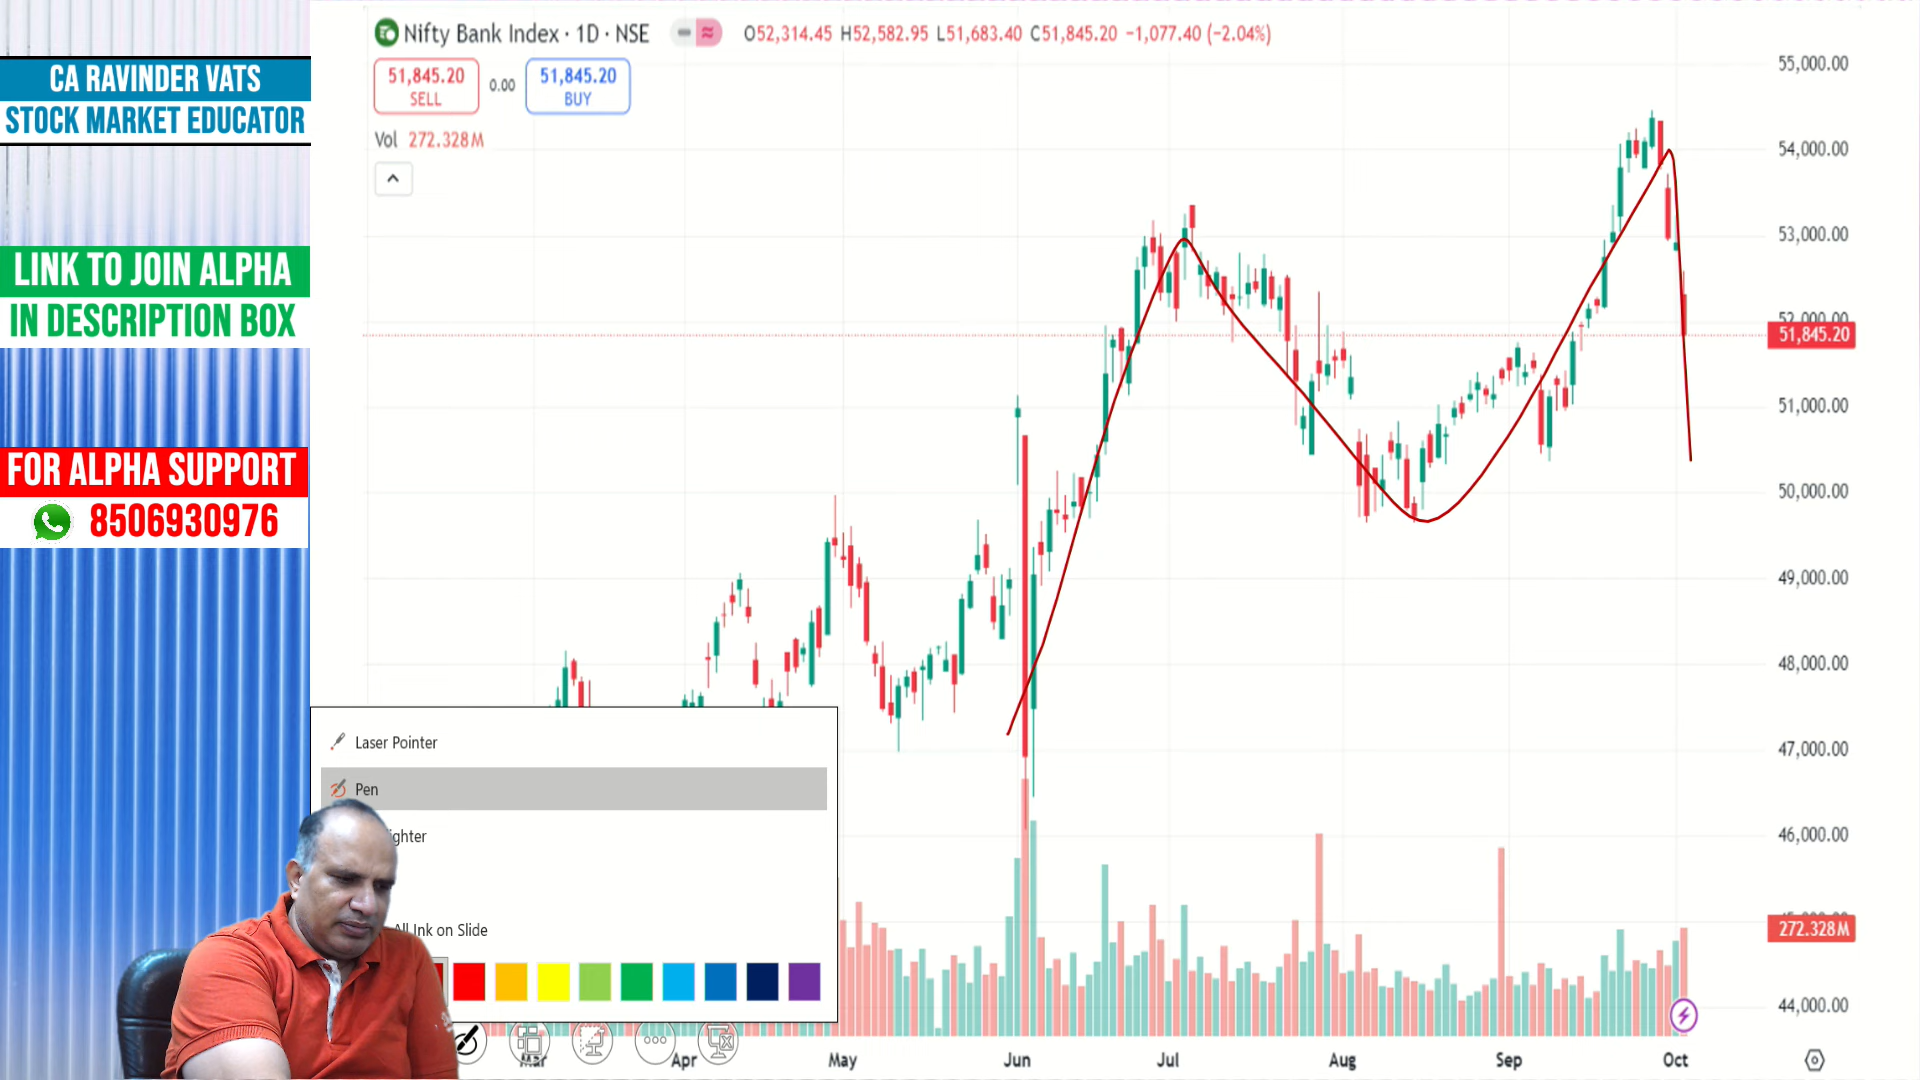 CA RAVINDER VATS
STOCK MARKET EDUCATOR
LINK TO JOIN ALPHA
IN DESCRIPTION BOX
FOR ALPHA SUPPORT
8506930976
Nifty Bank Index · 1D · NSE
O52,314.45 H52,582.95 L51,683.40 C51,845.20 −1,077.40 (−2.04%)
51,845.20
SELL
0.00
51,845.20
BUY
Vol 272.328M
55,000.00
54,000.00
53,000.00
52,000.00
51,845.20
51,000.00
50,000.00
49,000.00
48,000.00
47,000.00
46,000.00
272.328M
44,000.00
Laser Pointer
Pen
ighter
All Ink on Slide
Mar Apr May Jun Jul Aug Sep Oct